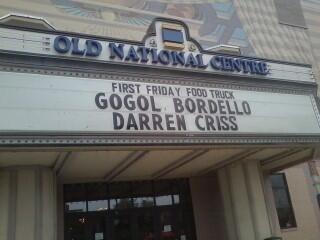 OLD NATIONAL CENTRE
FIRST FRIDAY FOOD TRUCK
GOGOL BORDELLO
DARREN CRISS